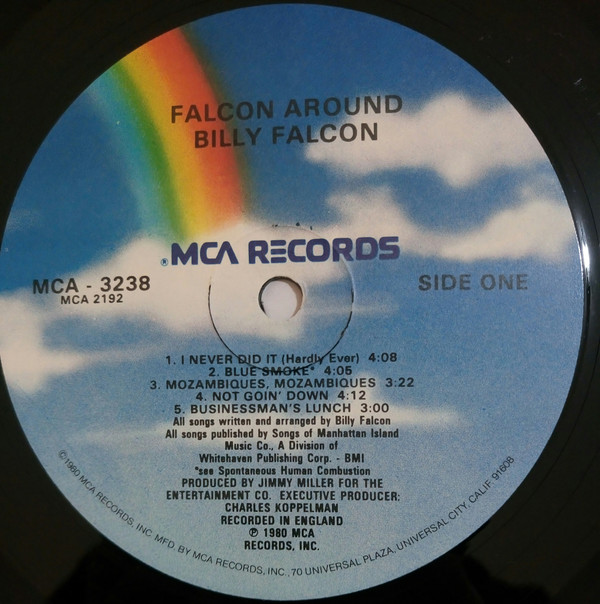 FALCON AROUND
BILLY FALCON
®MCA RECORDS
MCA - 3238
MCA 2192
SIDE ONE
1. I NEVER DID IT (Hardly Ever) 4:08
2. BLUE SMOKE* 4:05
3. MOZAMBIQUES, MOZAMBIQUES 3:22
4. NOT GOIN' DOWN 4:12
5. BUSINESSMAN'S LUNCH 3:00
All songs written and arranged by Billy Falcon
All songs published by Songs of Manhattan Island
Music Co., A Division of
Whitehaven Publishing Corp. - BMI
*see Spontaneous Human Combustion
PRODUCED BY JIMMY MILLER FOR THE
ENTERTAINMENT CO. EXECUTIVE PRODUCER:
CHARLES KOPPELMAN
RECORDED IN ENGLAND
℗ 1980 MCA
RECORDS, INC.
©1980 MCA RECORDS, INC. MFD. BY MCA RECORDS, INC., 70 UNIVERSAL PLAZA, UNIVERSAL CITY, CALIF. 91608